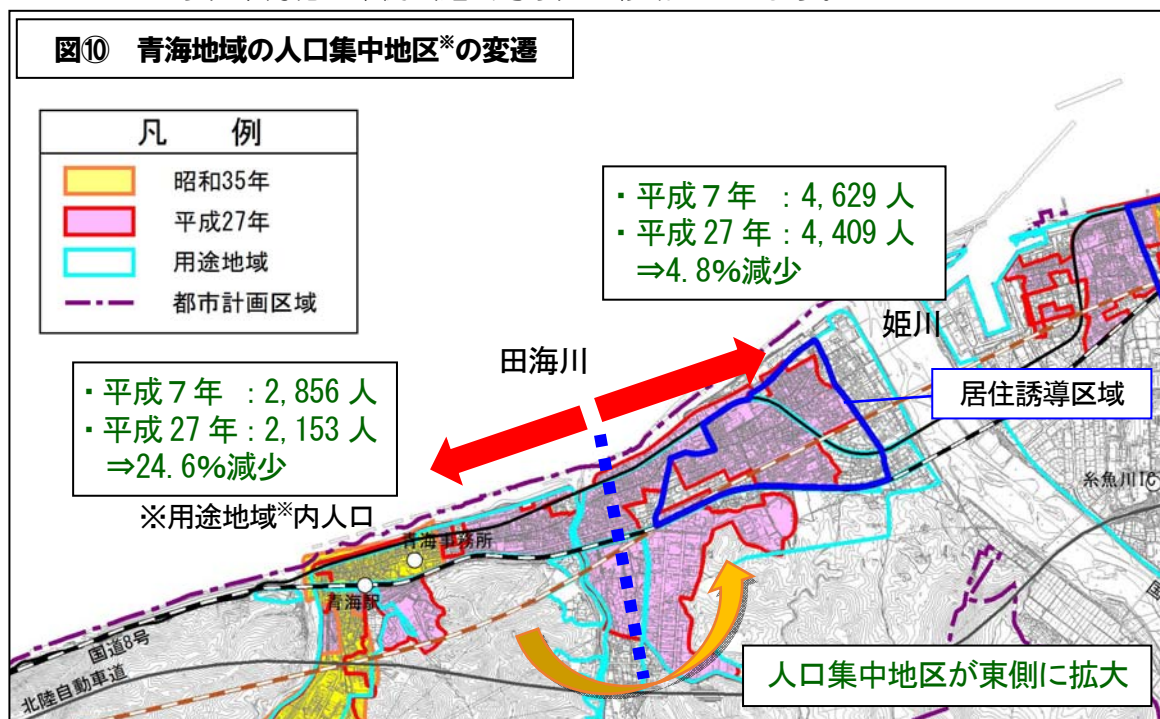 図⑩ 青海地域の人口集中地区※の変遷
凡 例
昭和35年
平成27年
用途地域
都市計画区域
・平成７年 ：4,629 人
・平成 27 年：4,409 人
⇒4.8%減少
姫川
田海川
居住誘導区域
・平成７年 ：2,856 人
・平成 27 年：2,153 人
⇒24.6%減少
※用途地域※内人口
糸魚川IC
青海事務所
青海駅
国道8号
北陸自動車道
国
人口集中地区が東側に拡大